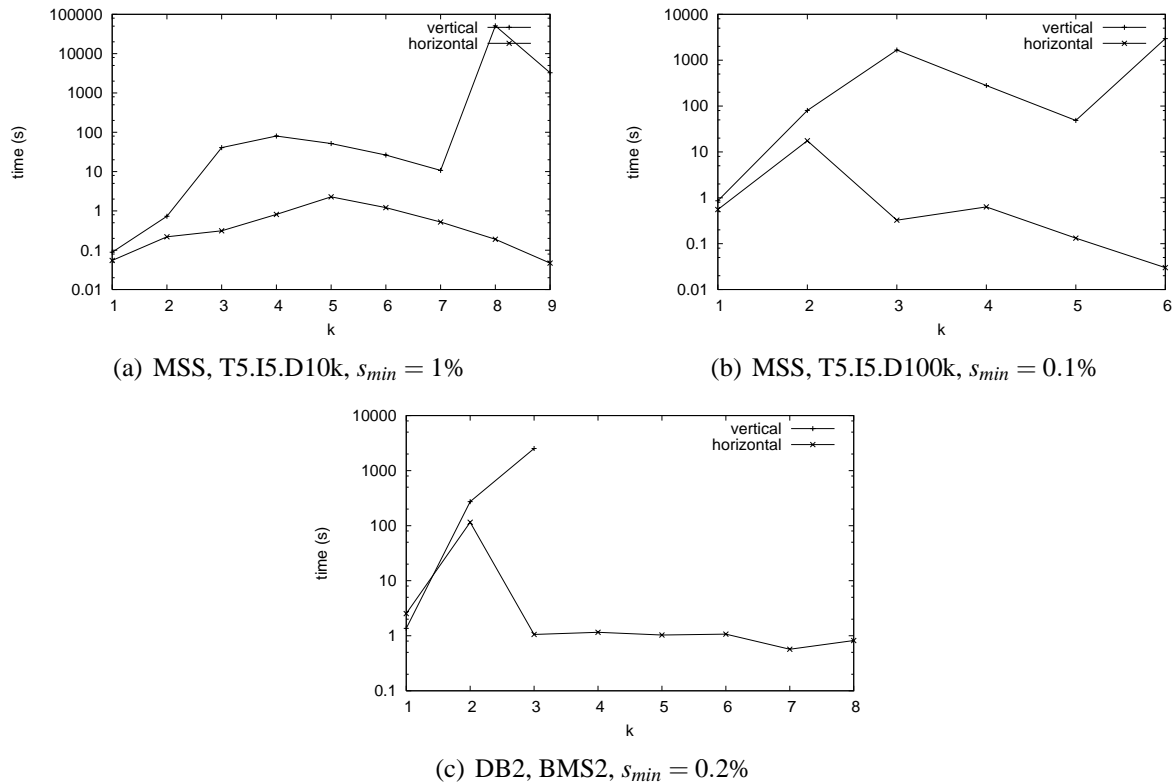 100000
10000
1000
100
10
1
0.1
0.01
time (s)
1 2 3 4 5 6 7 8 9
k
vertical
horizontal
(a) MSS, T5.I5.D10k, s_min = 1%
10000
1000
100
10
1
0.1
0.01
time (s)
1 2 3 4 5 6
k
vertical
horizontal
(b) MSS, T5.I5.D100k, s_min = 0.1%
10000
1000
100
10
1
0.1
time (s)
1 2 3 4 5 6 7 8
k
vertical
horizontal
(c) DB2, BMS2, s_min = 0.2%